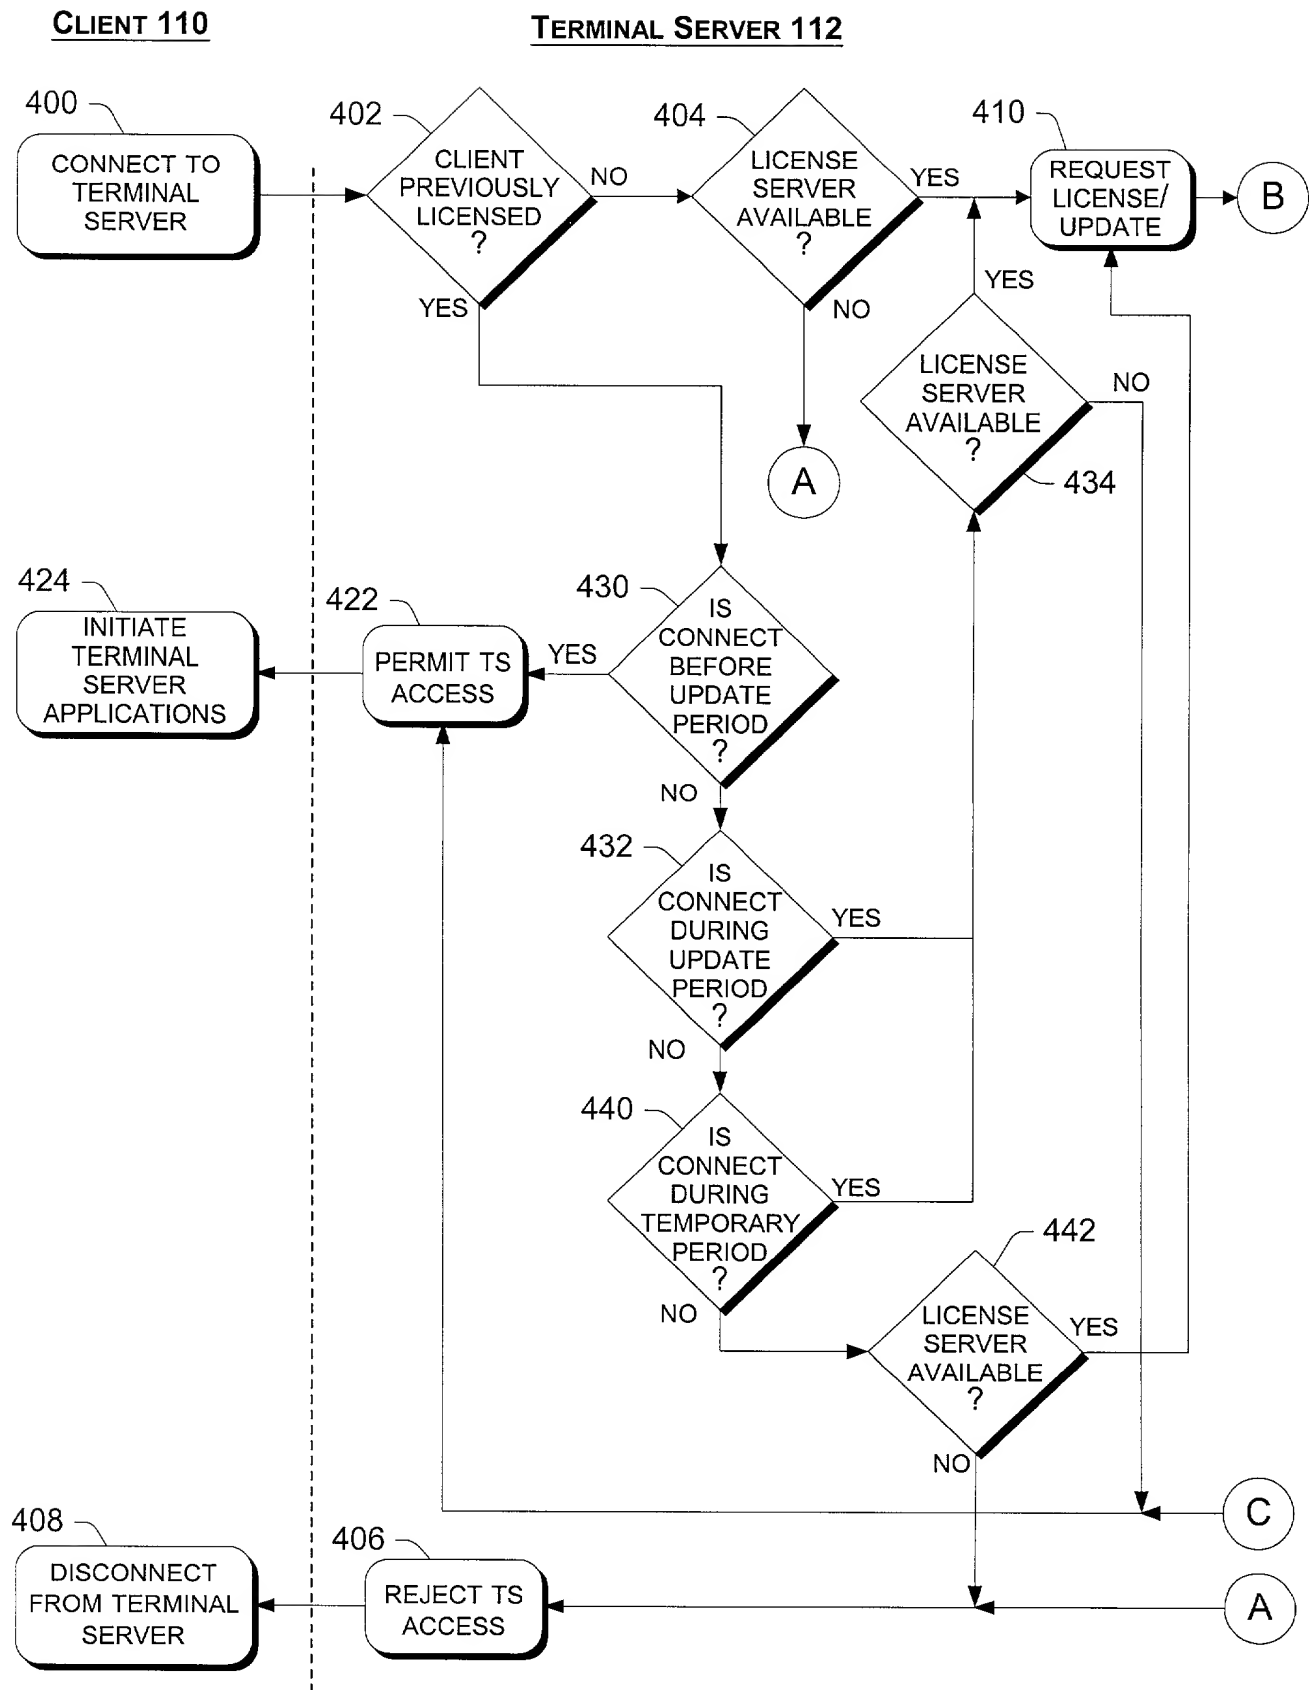 CLIENT 110
TERMINAL SERVER 112
400
CONNECT TO
TERMINAL
SERVER
402
CLIENT
PREVIOUSLY
LICENSED
?
NO
YES
404
LICENSE
SERVER
AVAILABLE
?
YES
NO
410
REQUEST
LICENSE/
UPDATE
B
A
YES
LICENSE
SERVER
AVAILABLE
?
NO
434
424
INITIATE
TERMINAL
SERVER
APPLICATIONS
422
PERMIT TS
ACCESS
YES
430
IS
CONNECT
BEFORE
UPDATE
PERIOD
?
NO
432
IS
CONNECT
DURING
UPDATE
PERIOD
?
YES
NO
440
IS
CONNECT
DURING
TEMPORARY
PERIOD
?
YES
NO
442
LICENSE
SERVER
AVAILABLE
?
YES
NO
C
408
DISCONNECT
FROM TERMINAL
SERVER
406
REJECT TS
ACCESS
A